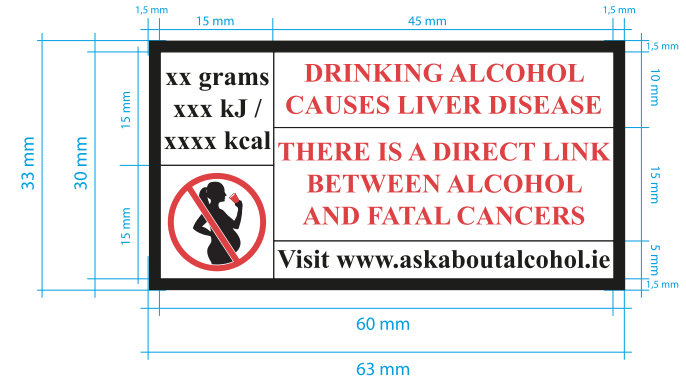 1,5 mm
15 mm
45 mm
1,5 mm
1,5 mm
xx grams
xxx kJ /
xxxx kcal
DRINKING ALCOHOL
CAUSES LIVER DISEASE
THERE IS A DIRECT LINK
BETWEEN ALCOHOL
AND FATAL CANCERS
Visit www.askaboutalcohol.ie
33 mm
30 mm
15 mm
15 mm
10 mm
15 mm
5 mm
1,5 mm
60 mm
63 mm